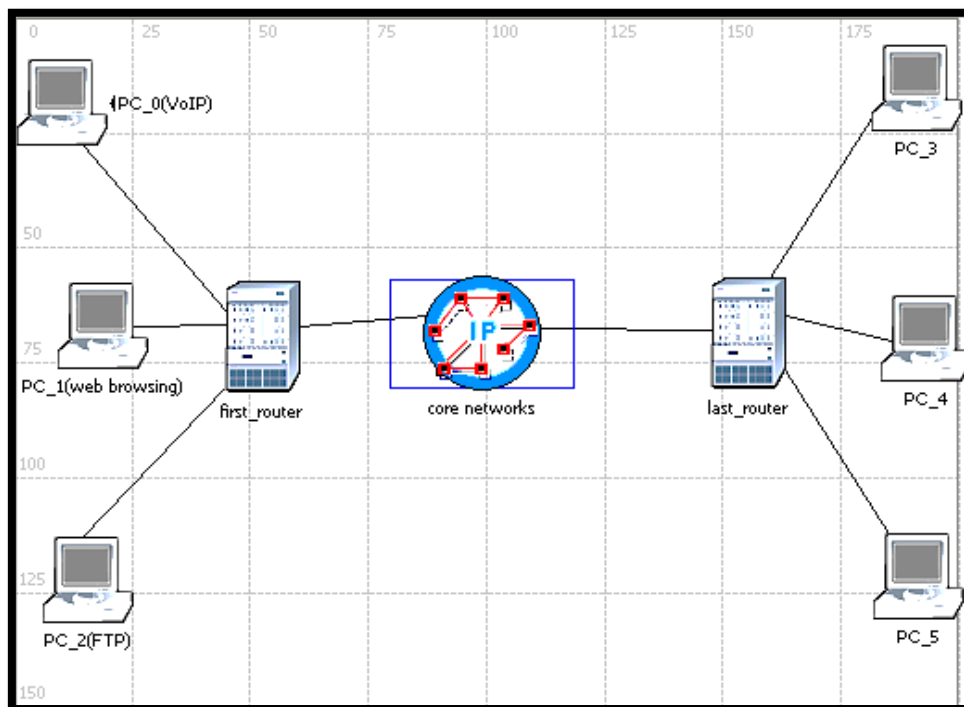 0 25 50 75 100 125 150 175
PC_0(VoIP)
PC_3
50
IP
75
PC_1(web browsing)
first_router
core networks
last_router
PC_4
100
125
PC_2(FTP)
PC_5
150